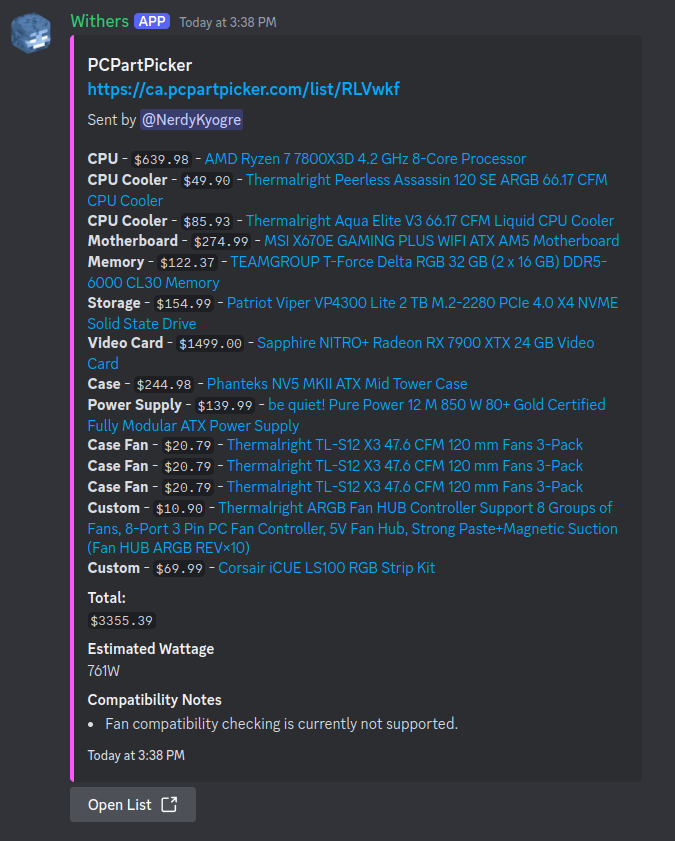 Withers APP Today at 3:38 PM
PCPartPicker
https://ca.pcpartpicker.com/list/RLVwkf
Sent by @NerdyKyogre
CPU - $639.98 - AMD Ryzen 7 7800X3D 4.2 GHz 8-Core Processor
CPU Cooler - $49.90 - Thermalright Peerless Assassin 120 SE ARGB 66.17 CFM
CPU Cooler
CPU Cooler - $85.93 - Thermalright Aqua Elite V3 66.17 CFM Liquid CPU Cooler
Motherboard - $274.99 - MSI X670E GAMING PLUS WIFI ATX AM5 Motherboard
Memory - $122.37 - TEAMGROUP T-Force Delta RGB 32 GB (2 x 16 GB) DDR5-
6000 CL30 Memory
Storage - $154.99 - Patriot Viper VP4300 Lite 2 TB M.2-2280 PCIe 4.0 X4 NVME
Solid State Drive
Video Card - $1499.00 - Sapphire NITRO+ Radeon RX 7900 XTX 24 GB Video
Card
Case - $244.98 - Phanteks NV5 MKII ATX Mid Tower Case
Power Supply - $139.99 - be quiet! Pure Power 12 M 850 W 80+ Gold Certified
Fully Modular ATX Power Supply
Case Fan - $20.79 - Thermalright TL-S12 X3 47.6 CFM 120 mm Fans 3-Pack
Case Fan - $20.79 - Thermalright TL-S12 X3 47.6 CFM 120 mm Fans 3-Pack
Case Fan - $20.79 - Thermalright TL-S12 X3 47.6 CFM 120 mm Fans 3-Pack
Custom - $10.90 - Thermalright ARGB Fan HUB Controller Support 8 Groups of
Fans, 8-Port 3 Pin PC Fan Controller, 5V Fan Hub, Strong Paste+Magnetic Suction
(Fan HUB ARGB REV×10)
Custom - $69.99 - Corsair iCUE LS100 RGB Strip Kit
Total:
$3355.39
Estimated Wattage
761W
Compatibility Notes
• Fan compatibility checking is currently not supported.
Today at 3:38 PM
Open List